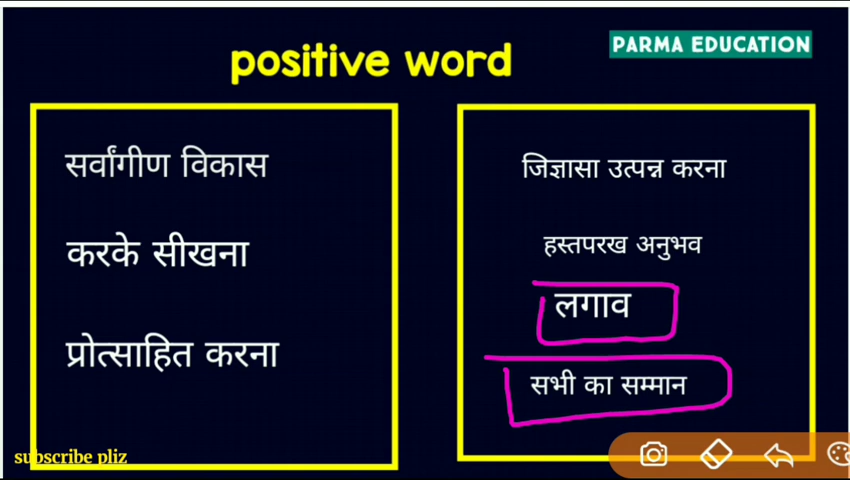 positive word
PARMA EDUCATION
सर्वांगीण विकास
करके सीखना
प्रोत्साहित करना
जिज्ञासा उत्पन्न करना
हस्तपरख अनुभव
लगाव
सभी का सम्मान
subscribe pliz